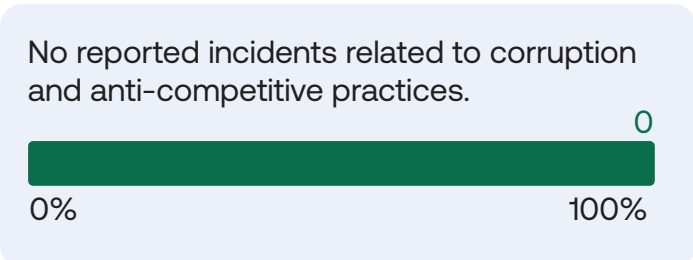 No reported incidents related to corruption
and anti-competitive practices.
0
0% 100%